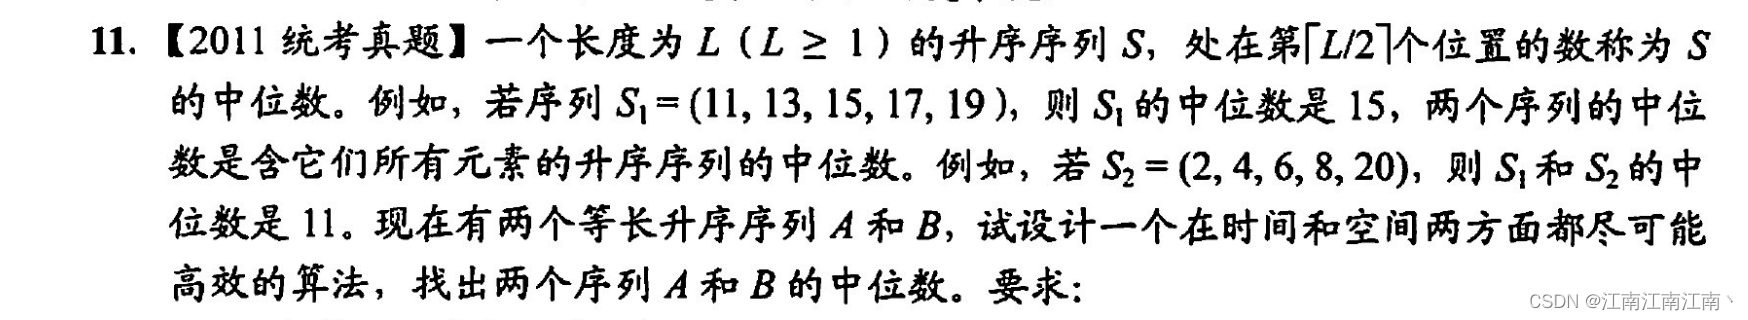 11.【2011 统考真题】一个长度为 L（L ≥ 1）的升序序列 S，处在第⌈L/2⌉个位置的数称为 S
的中位数。例如，若序列 S₁ = (11, 13, 15, 17, 19)，则 S₁ 的中位数是 15，两个序列的中位
数是含它们所有元素的升序序列的中位数。例如，若 S₂ = (2, 4, 6, 8, 20)，则 S₁ 和 S₂ 的中
位数是 11。现在有两个等长升序序列 A 和 B，试设计一个在时间和空间两方面都尽可能
高效的算法，找出两个序列 A 和 B 的中位数。要求：
CSDN @江南江南江南丶